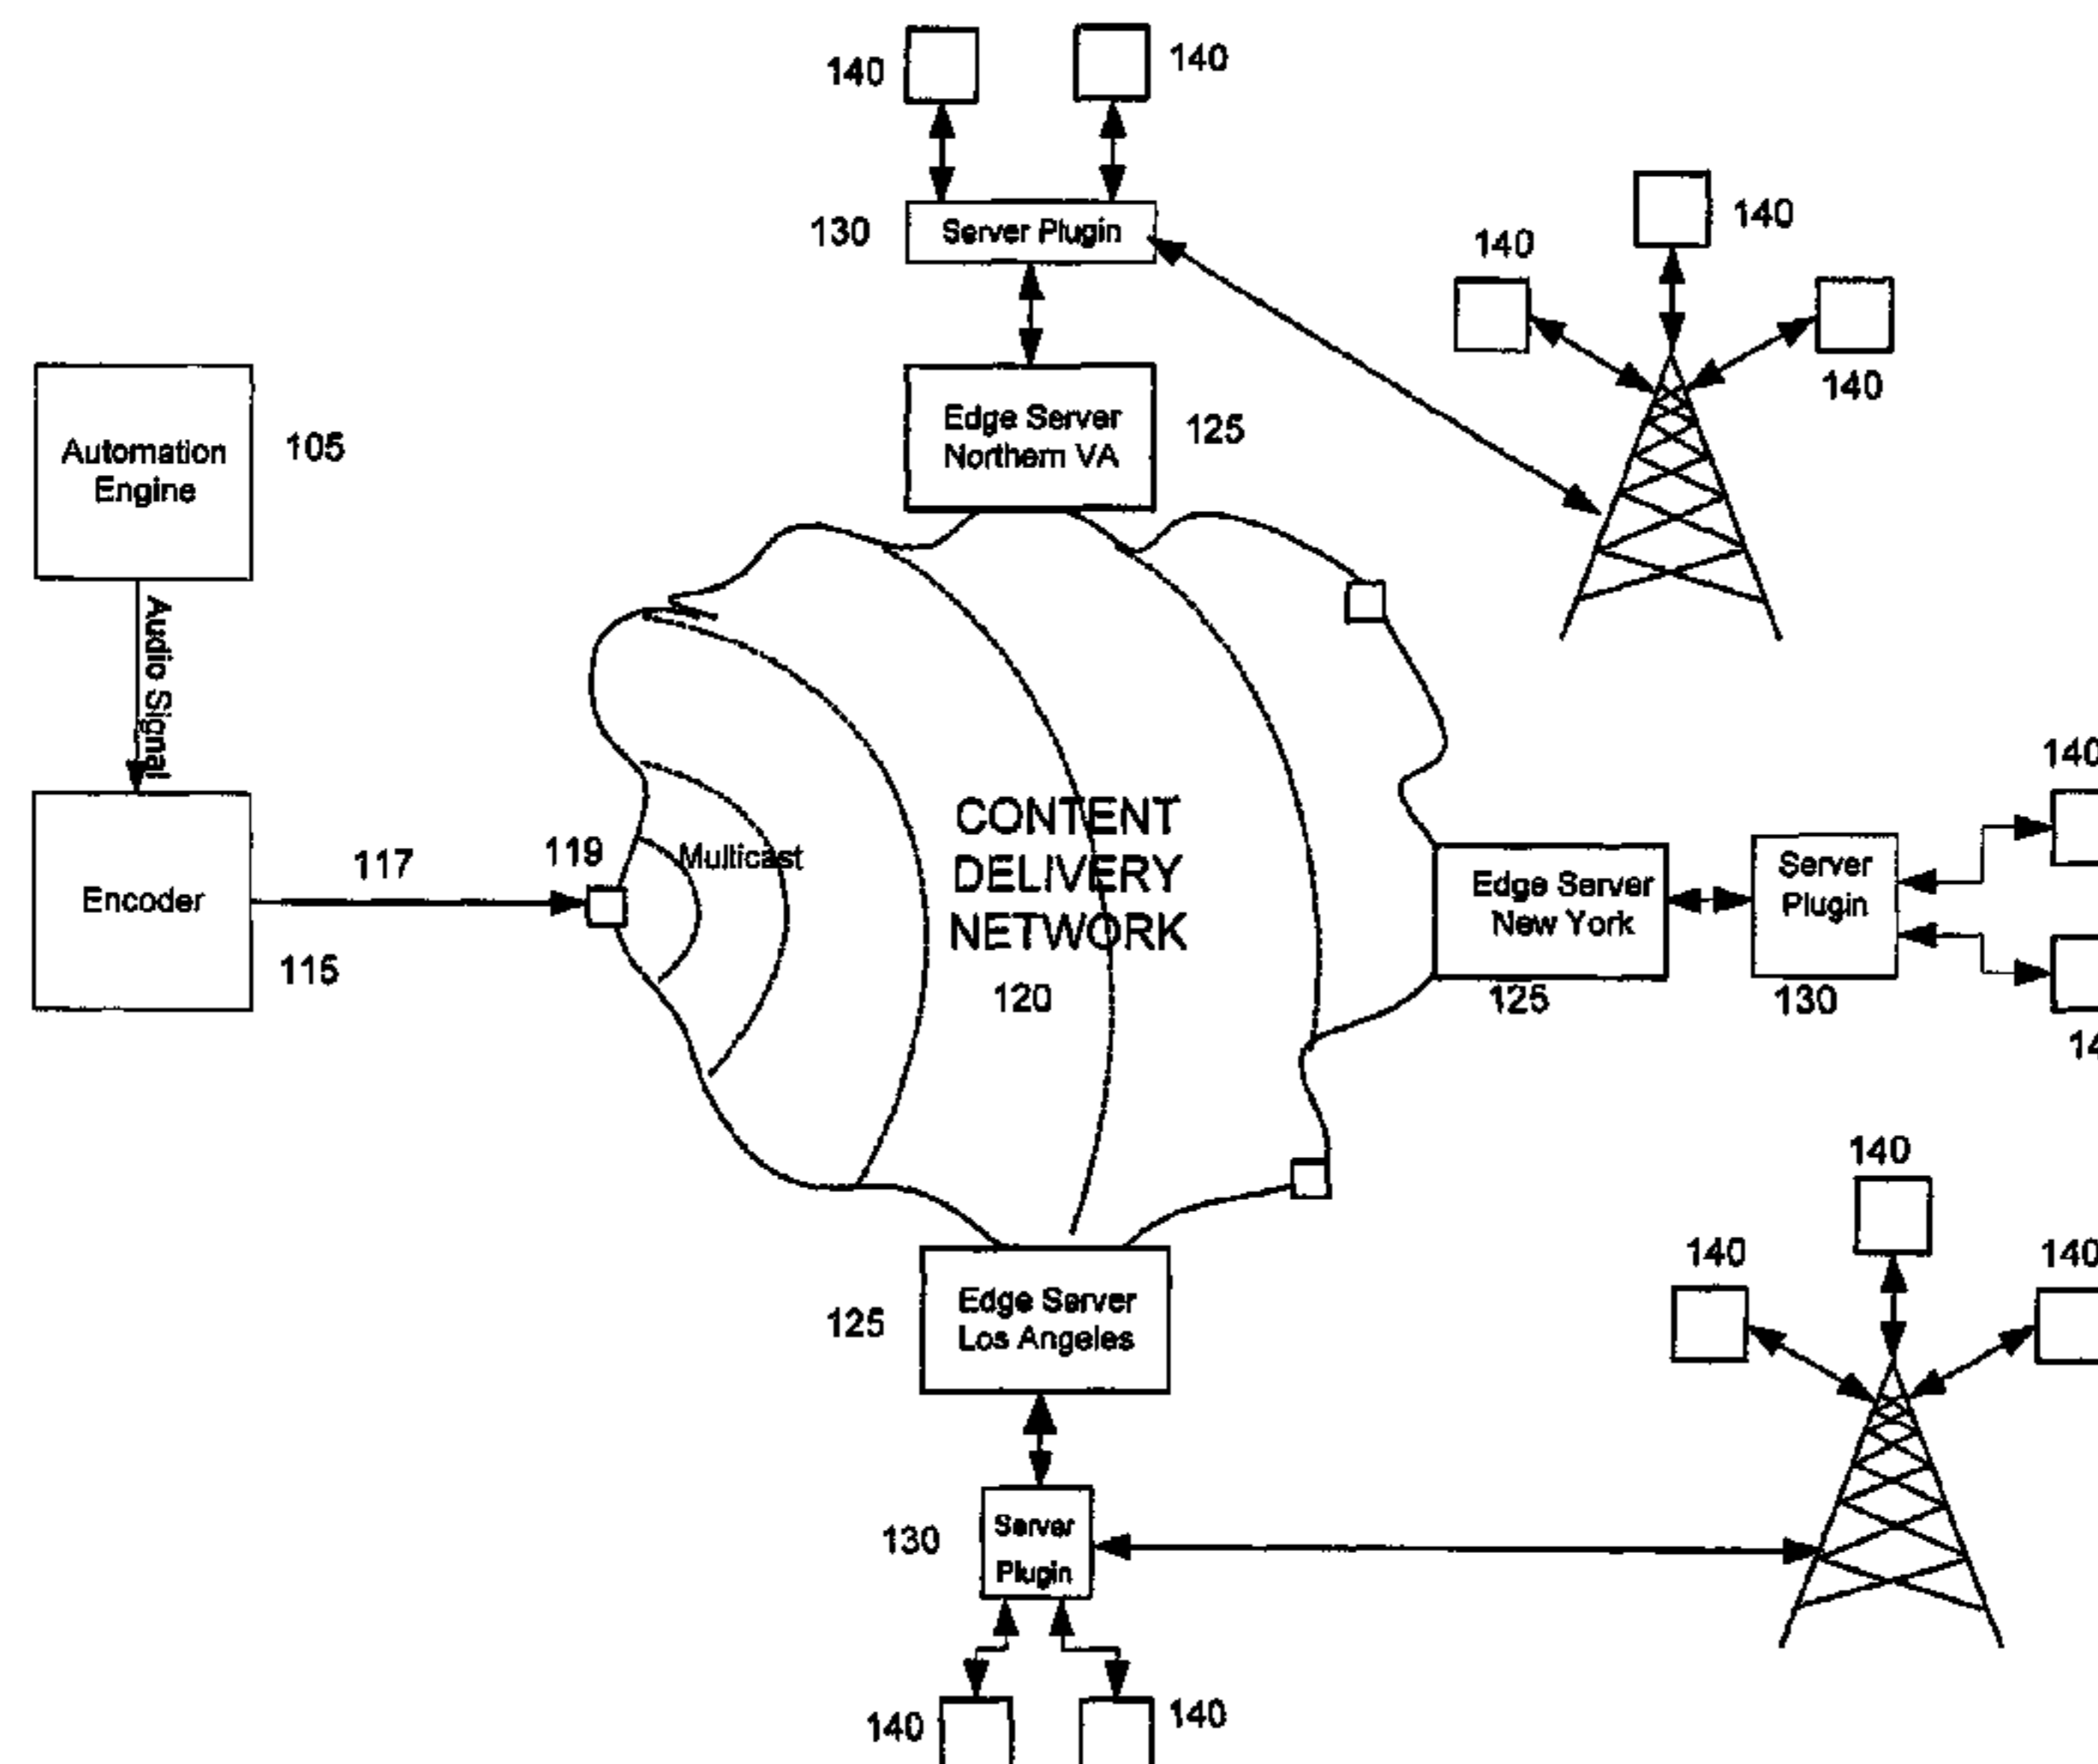 140
140
130
Server Plugin
140
140
140
Edge Server
Northern VA
125
Automation
Engine
105
Audio Signal
Encoder
115
117
119
Multicast
CONTENT
DELIVERY
NETWORK
120
Edge Server
New York
125
Server
Plugin
130
140
Edge Server
Los Angeles
125
140
140
140
Server
Plugin
130
140
140